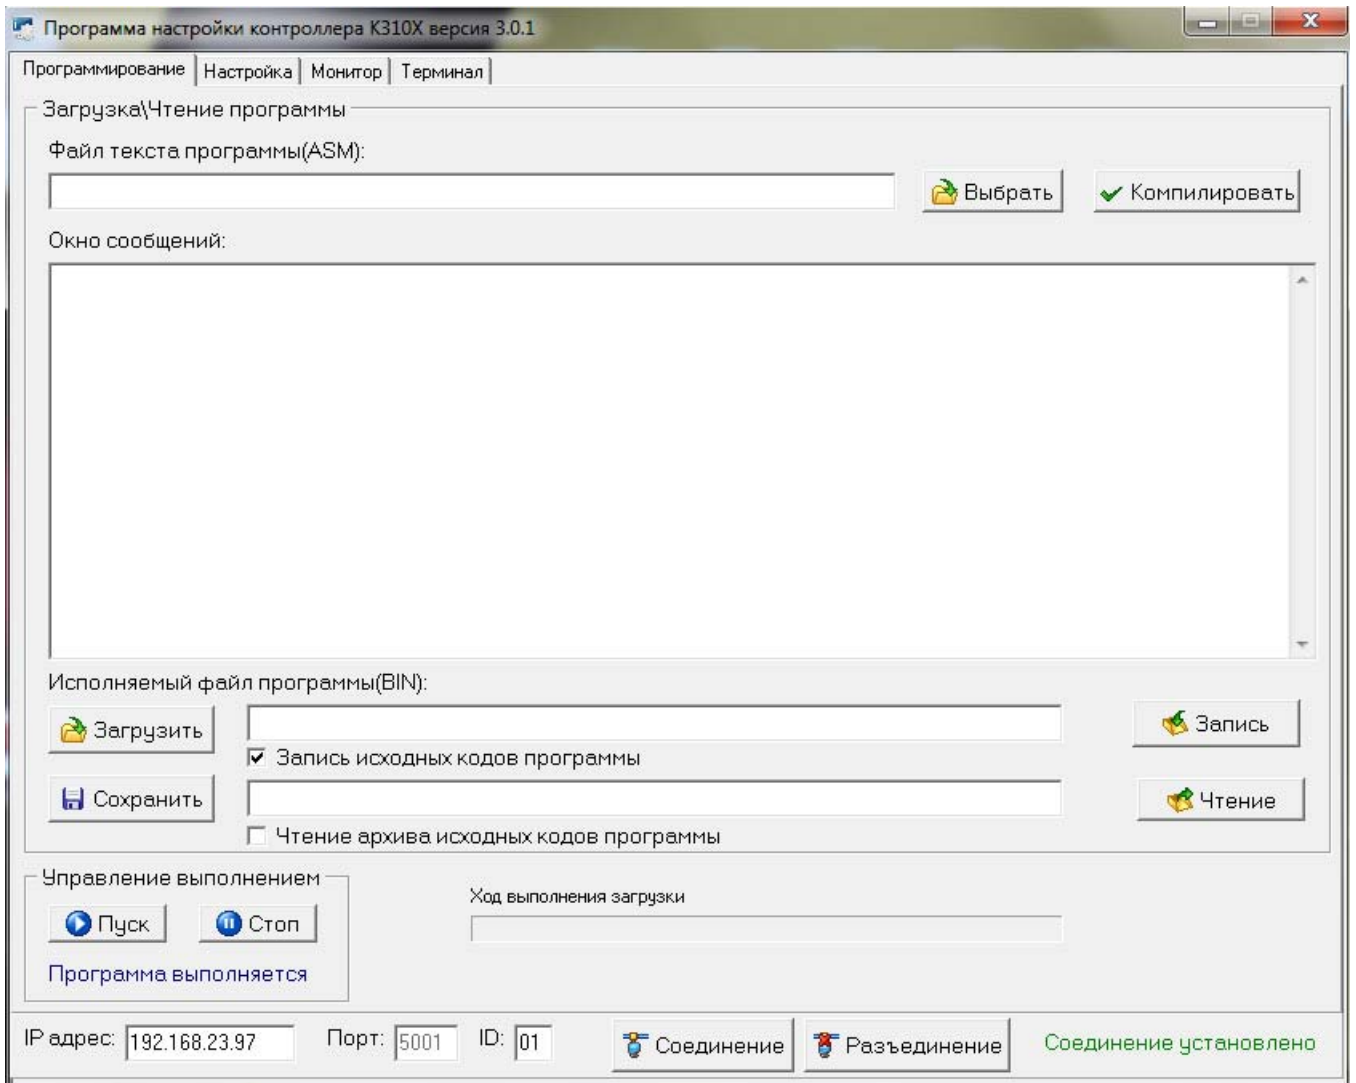 Программа настройки контроллера K310X версия 3.0.1
Программирование Настройка Монитор Терминал
Загрузка\Чтение программы
Файл текста программы(ASM):
Выбрать Компилировать
Окно сообщений:
Исполняемый файл программы(BIN):
Загрузить Запись
Запись исходных кодов программы
Сохранить Чтение
Чтение архива исходных кодов программы
Управление выполнением
Ход выполнения загрузки
Пуск Стоп
Программа выполняется
IP адрес: 192.168.23.97 Порт: 5001 ID: 01 Соединение Разъединение Соединение установлено